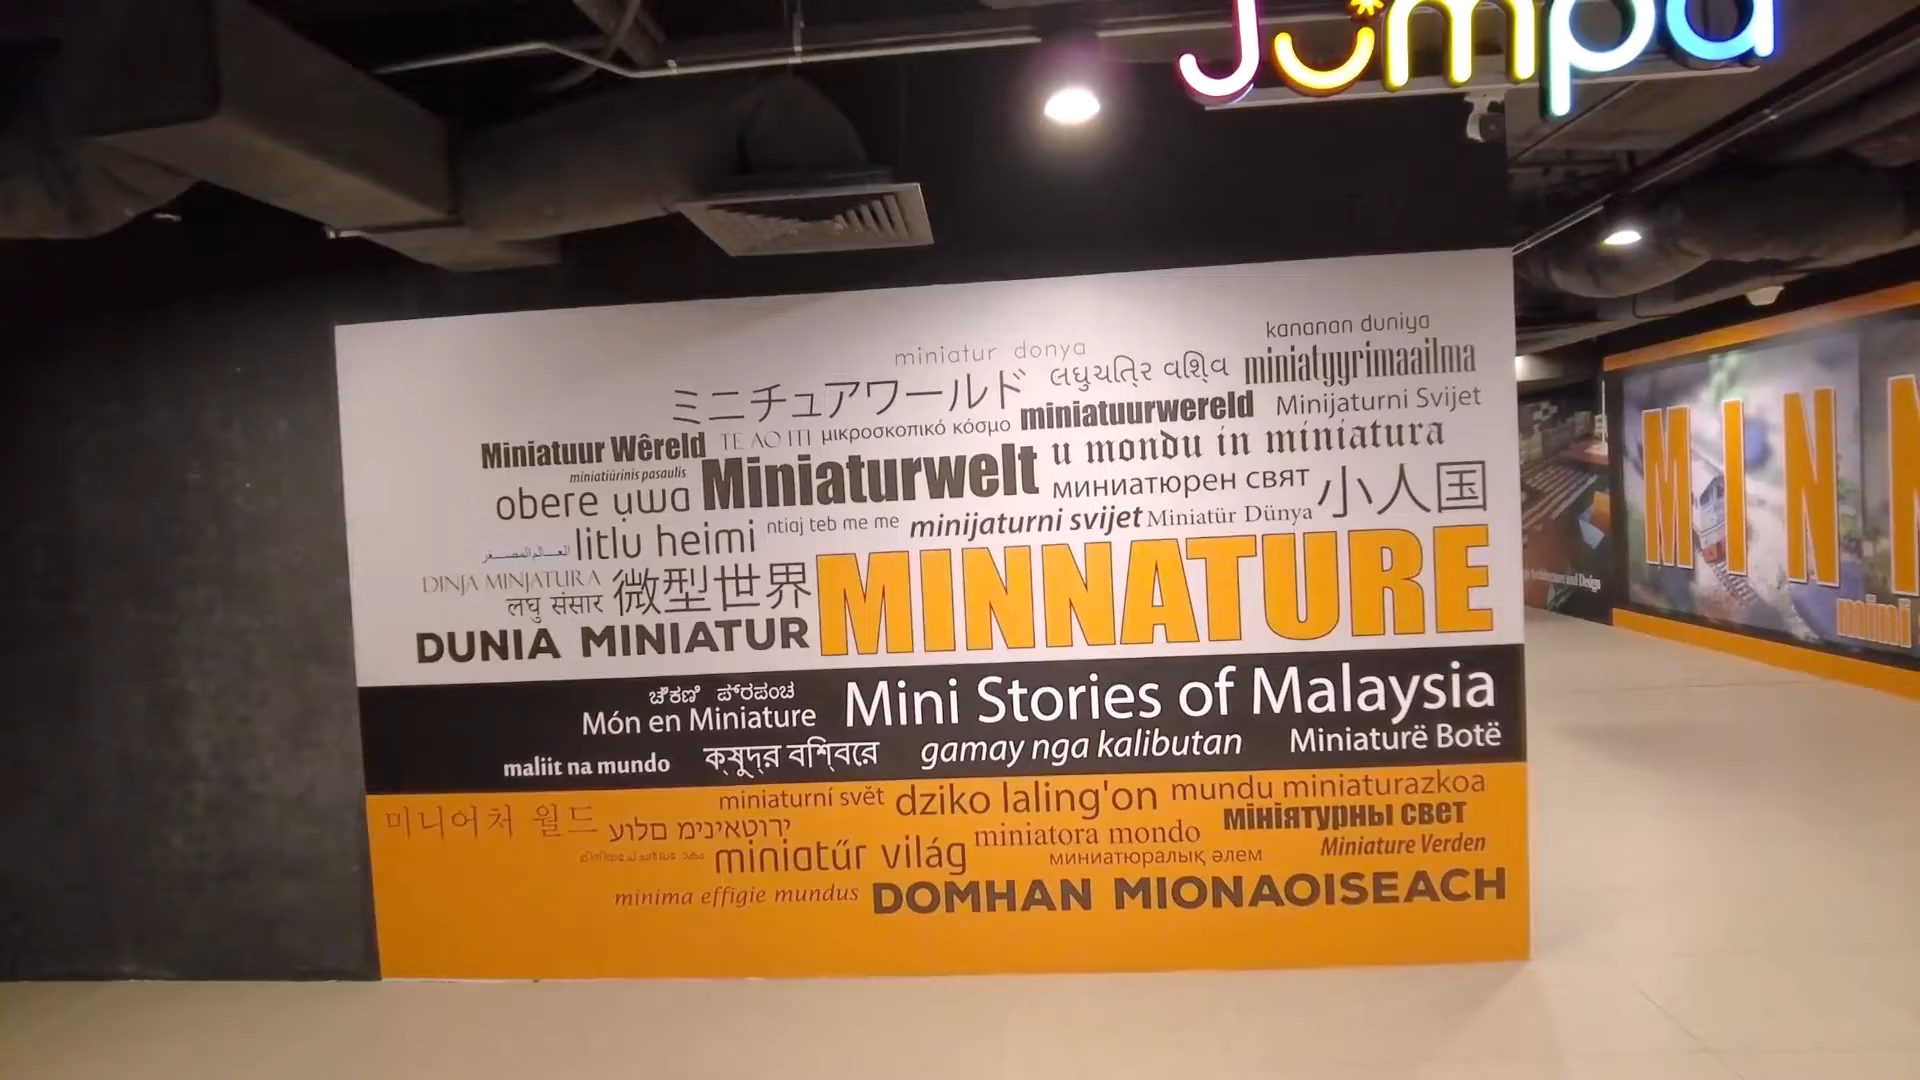 Jumpa
kananan duniya
miniatur donya
ミニチュアワールド લઘુચિત્ર વિશ્વ miniatyyrimaailma
Miniatuur Wêreld TE AO ITI μικροσκοπικό κόσμο miniatuurwereld Minijaturni Svijet
miniatiūrinis pasaulis Miniaturwelt u mondu in miniatura
obere ụwa миниатюрен свят 小人国
litlu heimi ntiaj teb me me minijaturni svijet Miniatür Dünya
DINJA MINJATURA
लघु संसार 微型世界 MINNATURE
DUNIA MINIATUR
Món en Miniature Mini Stories of Malaysia
maliit na mundo gamay nga kalibutan Miniaturë Botë
miniaturní svět dziko laling'on mundu miniaturazkoa
미니어처 월드 עולם מיניאטורי miniatora mondo мініятурны свет
miniatűr világ миниатюралық әлем Miniature Verden
minima effigie mundus DOMHAN MIONAOISEACH
MINN